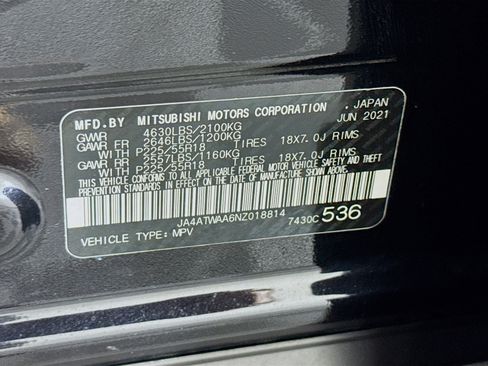 MFD.BY MITSUBISHI MOTORS CORPORATION, JAPAN
GVWR 4630LBS/2100KG JUN 2021
GAWR FR 2646LBS/1200KG
WITH P225/55R18 TIRES 18X7.0J RIMS
GAWR RR 2557LBS/1160KG
WITH P225/55R18 TIRES 18X7.0J RIMS
THIS VEHICLE CONFORMS TO ALL APPLICABLE FEDERAL MOTOR VEHICLE SAFETY AND THEFT
PREVENTION STANDARDS IN EFFECT ON THE DATE OF MANUFACTURE SHOWN ABOVE.
JA4ATWAA6NZ018814 7430C 536
VEHICLE TYPE: MPV